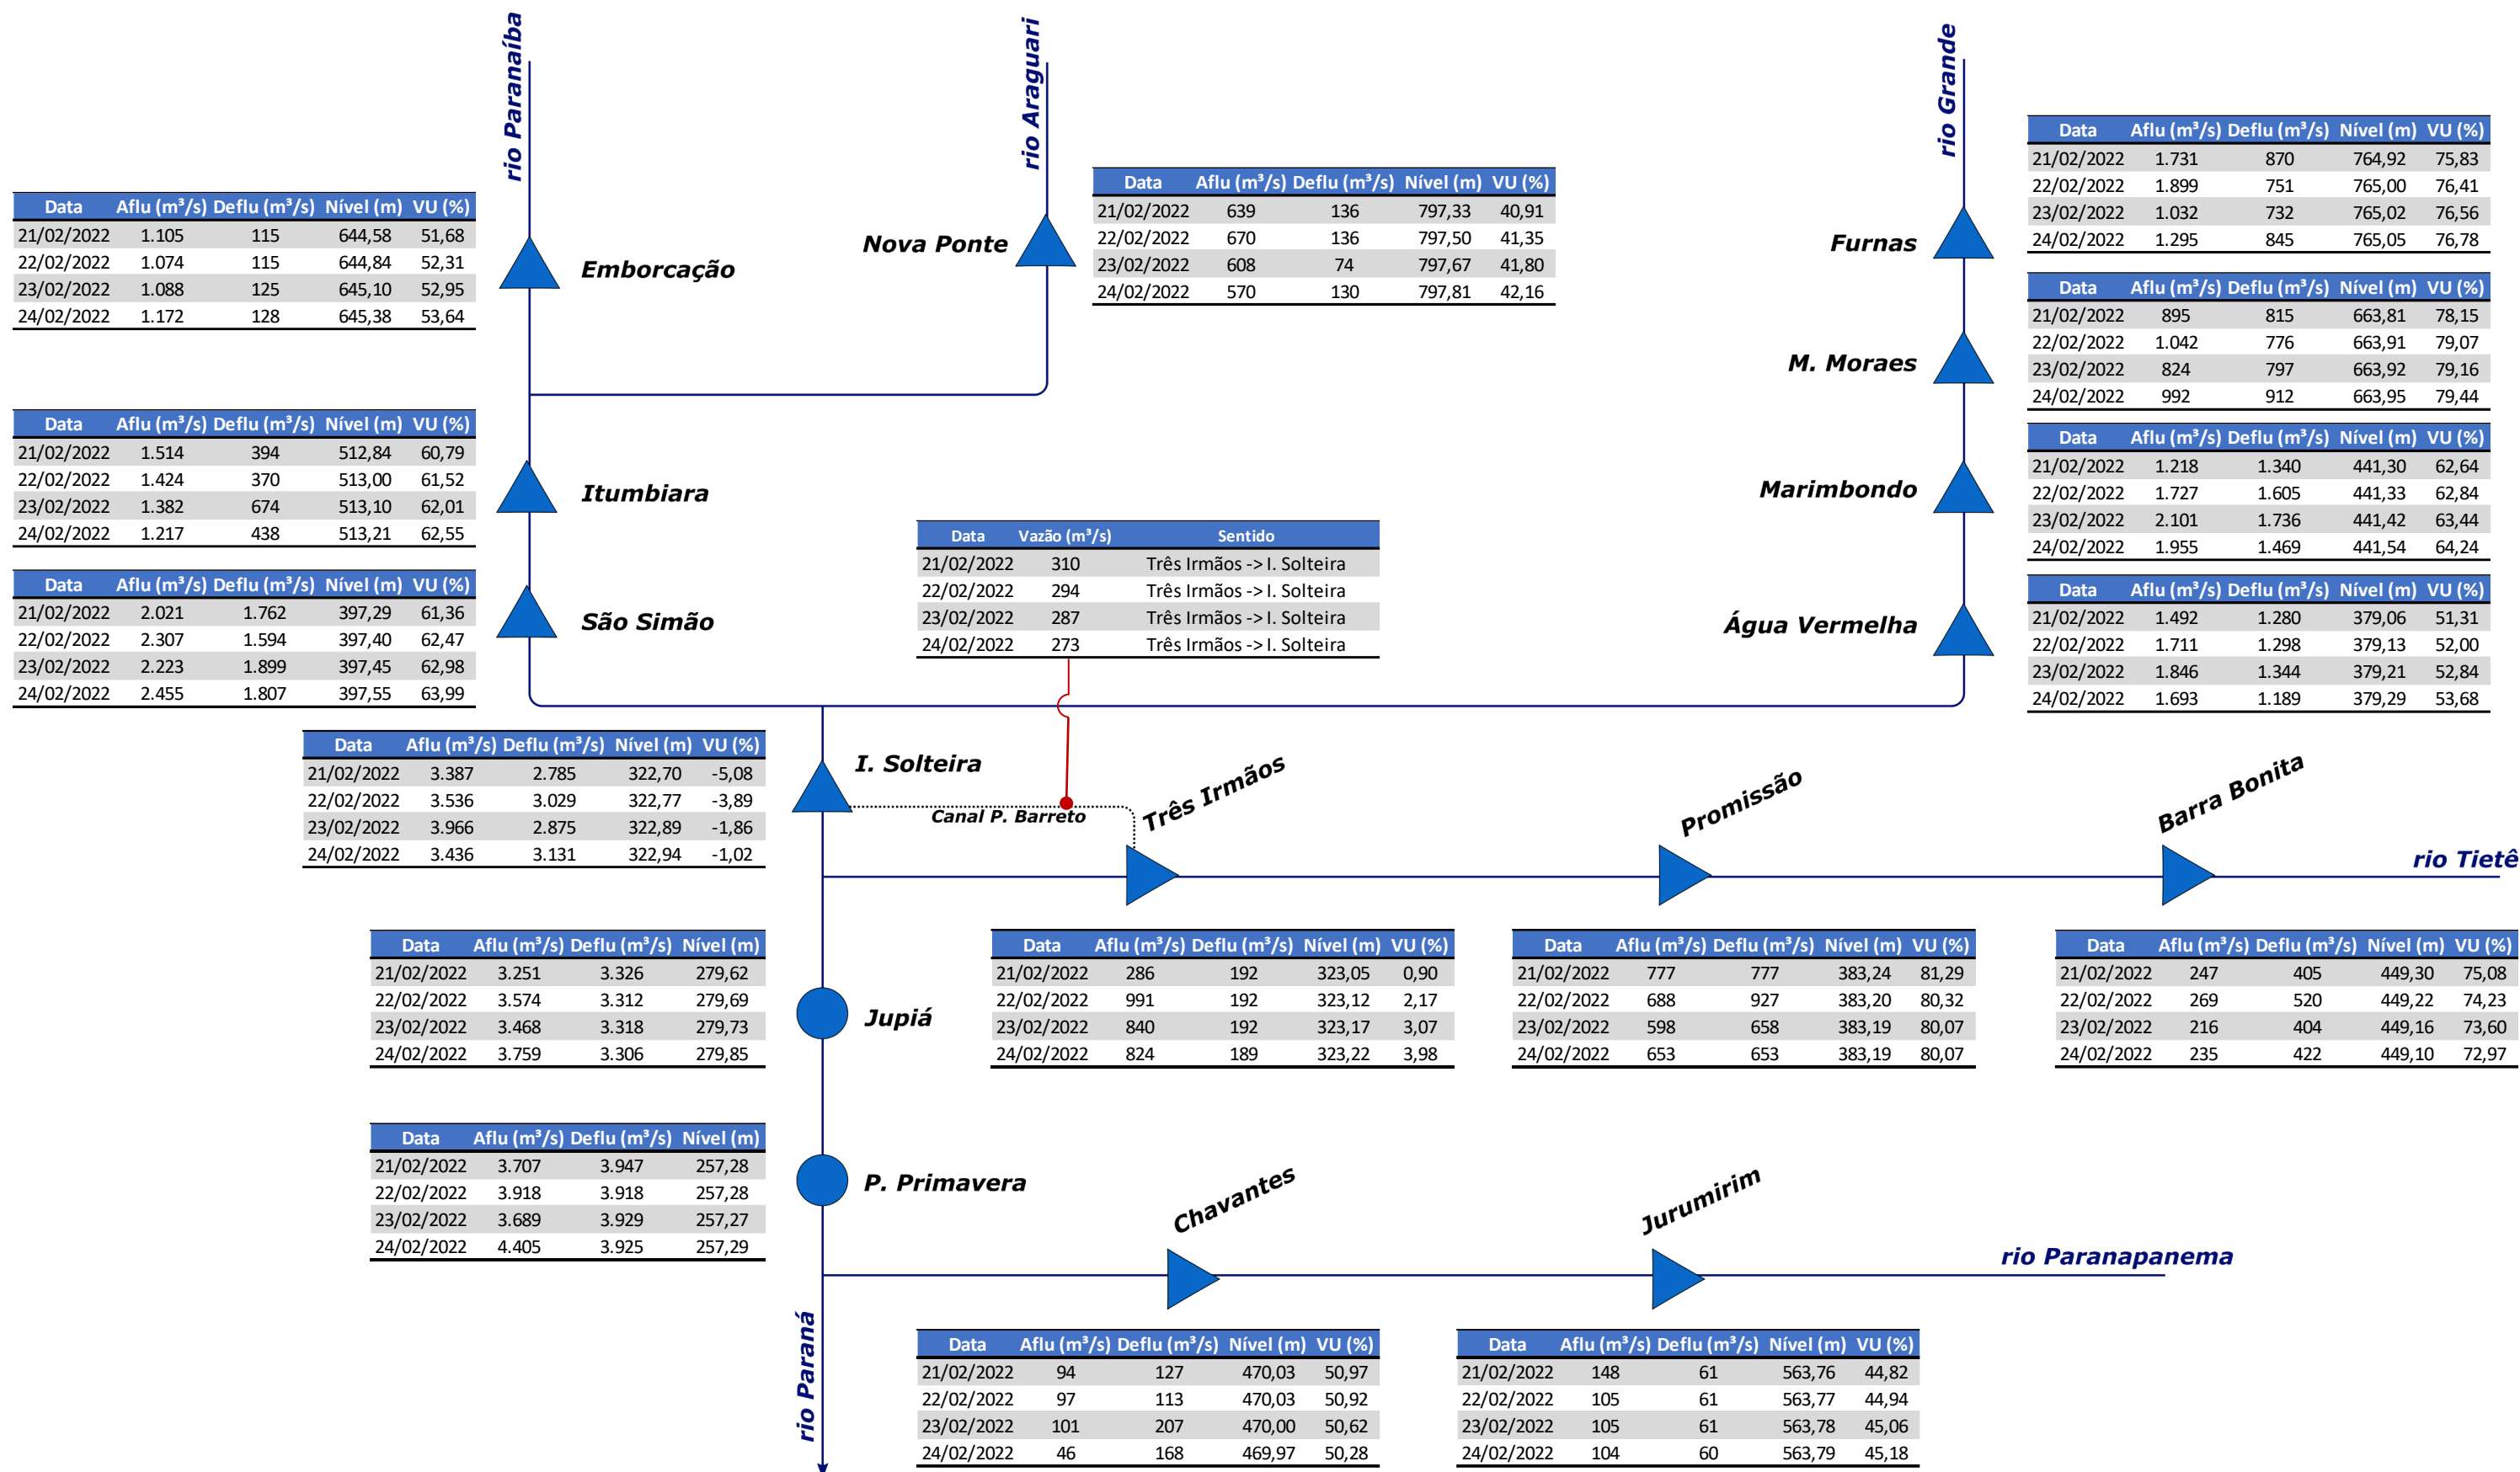 rio Paranaíba
rio Araguari
rio Grande
Data Aflu (m³/s) Deflu (m³/s) Nível (m) VU (%)
21/02/2022 1.105 115 644,58 51,68
22/02/2022 1.074 115 644,84 52,31
23/02/2022 1.088 125 645,10 52,95
24/02/2022 1.172 128 645,38 53,64
Emborcação
Nova Ponte
Data Aflu (m³/s) Deflu (m³/s) Nível (m) VU (%)
21/02/2022 639 136 797,33 40,91
22/02/2022 670 136 797,50 41,35
23/02/2022 608 74 797,67 41,80
24/02/2022 570 130 797,81 42,16
Furnas
Data Aflu (m³/s) Deflu (m³/s) Nível (m) VU (%)
21/02/2022 1.731 870 764,92 75,83
22/02/2022 1.899 751 765,00 76,41
23/02/2022 1.032 732 765,02 76,56
24/02/2022 1.295 845 765,05 76,78
M. Moraes
Data Aflu (m³/s) Deflu (m³/s) Nível (m) VU (%)
21/02/2022 895 815 663,81 78,15
22/02/2022 1.042 776 663,91 79,07
23/02/2022 824 797 663,92 79,16
24/02/2022 992 912 663,95 79,44
Data Aflu (m³/s) Deflu (m³/s) Nível (m) VU (%)
21/02/2022 1.514 394 512,84 60,79
22/02/2022 1.424 370 513,00 61,52
23/02/2022 1.382 674 513,10 62,01
24/02/2022 1.217 438 513,21 62,55
Itumbiara
Marimbondo
Data Aflu (m³/s) Deflu (m³/s) Nível (m) VU (%)
21/02/2022 1.218 1.340 441,30 62,64
22/02/2022 1.727 1.605 441,33 62,84
23/02/2022 2.101 1.736 441,42 63,44
24/02/2022 1.955 1.469 441,54 64,24
Data Aflu (m³/s) Deflu (m³/s) Nível (m) VU (%)
21/02/2022 2.021 1.762 397,29 61,36
22/02/2022 2.307 1.594 397,40 62,47
23/02/2022 2.223 1.899 397,45 62,98
24/02/2022 2.455 1.807 397,55 63,99
São Simão
Data Vazão (m³/s) Sentido
21/02/2022 310 Três Irmãos -> I. Solteira
22/02/2022 294 Três Irmãos -> I. Solteira
23/02/2022 287 Três Irmãos -> I. Solteira
24/02/2022 273 Três Irmãos -> I. Solteira
Água Vermelha
Data Aflu (m³/s) Deflu (m³/s) Nível (m) VU (%)
21/02/2022 1.492 1.280 379,06 51,31
22/02/2022 1.711 1.298 379,13 52,00
23/02/2022 1.846 1.344 379,21 52,84
24/02/2022 1.693 1.189 379,29 53,68
Data Aflu (m³/s) Deflu (m³/s) Nível (m) VU (%)
21/02/2022 3.387 2.785 322,70 -5,08
22/02/2022 3.536 3.029 322,77 -3,89
23/02/2022 3.966 2.875 322,89 -1,86
24/02/2022 3.436 3.131 322,94 -1,02
I. Solteira
Canal P. Barreto
Três Irmãos
Promissão
Barra Bonita
rio Tietê
Data Aflu (m³/s) Deflu (m³/s) Nível (m)
21/02/2022 3.251 3.326 279,62
22/02/2022 3.574 3.312 279,69
23/02/2022 3.468 3.318 279,73
24/02/2022 3.759 3.306 279,85
Jupiá
Data Aflu (m³/s) Deflu (m³/s) Nível (m) VU (%)
21/02/2022 286 192 323,05 0,90
22/02/2022 991 192 323,12 2,17
23/02/2022 840 192 323,17 3,07
24/02/2022 824 189 323,22 3,98
Data Aflu (m³/s) Deflu (m³/s) Nível (m) VU (%)
21/02/2022 777 777 383,24 81,29
22/02/2022 688 927 383,20 80,32
23/02/2022 598 658 383,19 80,07
24/02/2022 653 653 383,19 80,07
Data Aflu (m³/s) Deflu (m³/s) Nível (m) VU (%)
21/02/2022 247 405 449,30 75,08
22/02/2022 269 520 449,22 74,23
23/02/2022 216 404 449,16 73,60
24/02/2022 235 422 449,10 72,97
Data Aflu (m³/s) Deflu (m³/s) Nível (m)
21/02/2022 3.707 3.947 257,28
22/02/2022 3.918 3.918 257,28
23/02/2022 3.689 3.929 257,27
24/02/2022 4.405 3.925 257,29
P. Primavera
Chavantes
Jurumirim
rio Paranapanema
rio Paraná
Data Aflu (m³/s) Deflu (m³/s) Nível (m) VU (%)
21/02/2022 94 127 470,03 50,97
22/02/2022 97 113 470,03 50,92
23/02/2022 101 207 470,00 50,62
24/02/2022 46 168 469,97 50,28
Data Aflu (m³/s) Deflu (m³/s) Nível (m) VU (%)
21/02/2022 148 61 563,76 44,82
22/02/2022 105 61 563,77 44,94
23/02/2022 105 61 563,78 45,06
24/02/2022 104 60 563,79 45,18